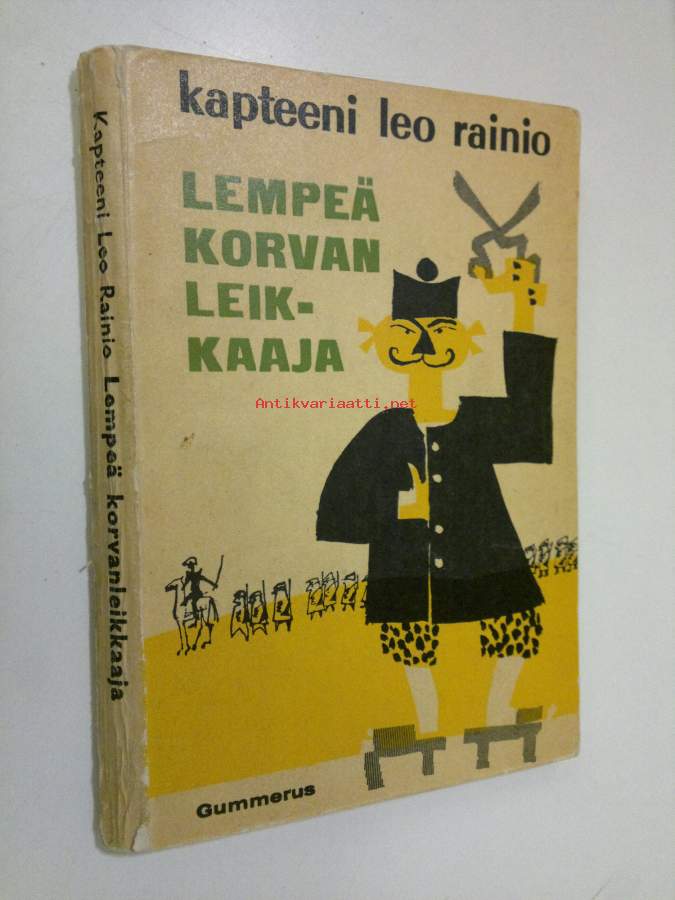 kapteeni leo rainio
LEMPEÄ
KORVAN
LEIK-
KAAJA
Antikvariaatti.net
Gummerus
Kapteeni Leo Rainio Lempeä korvanleikkaaja